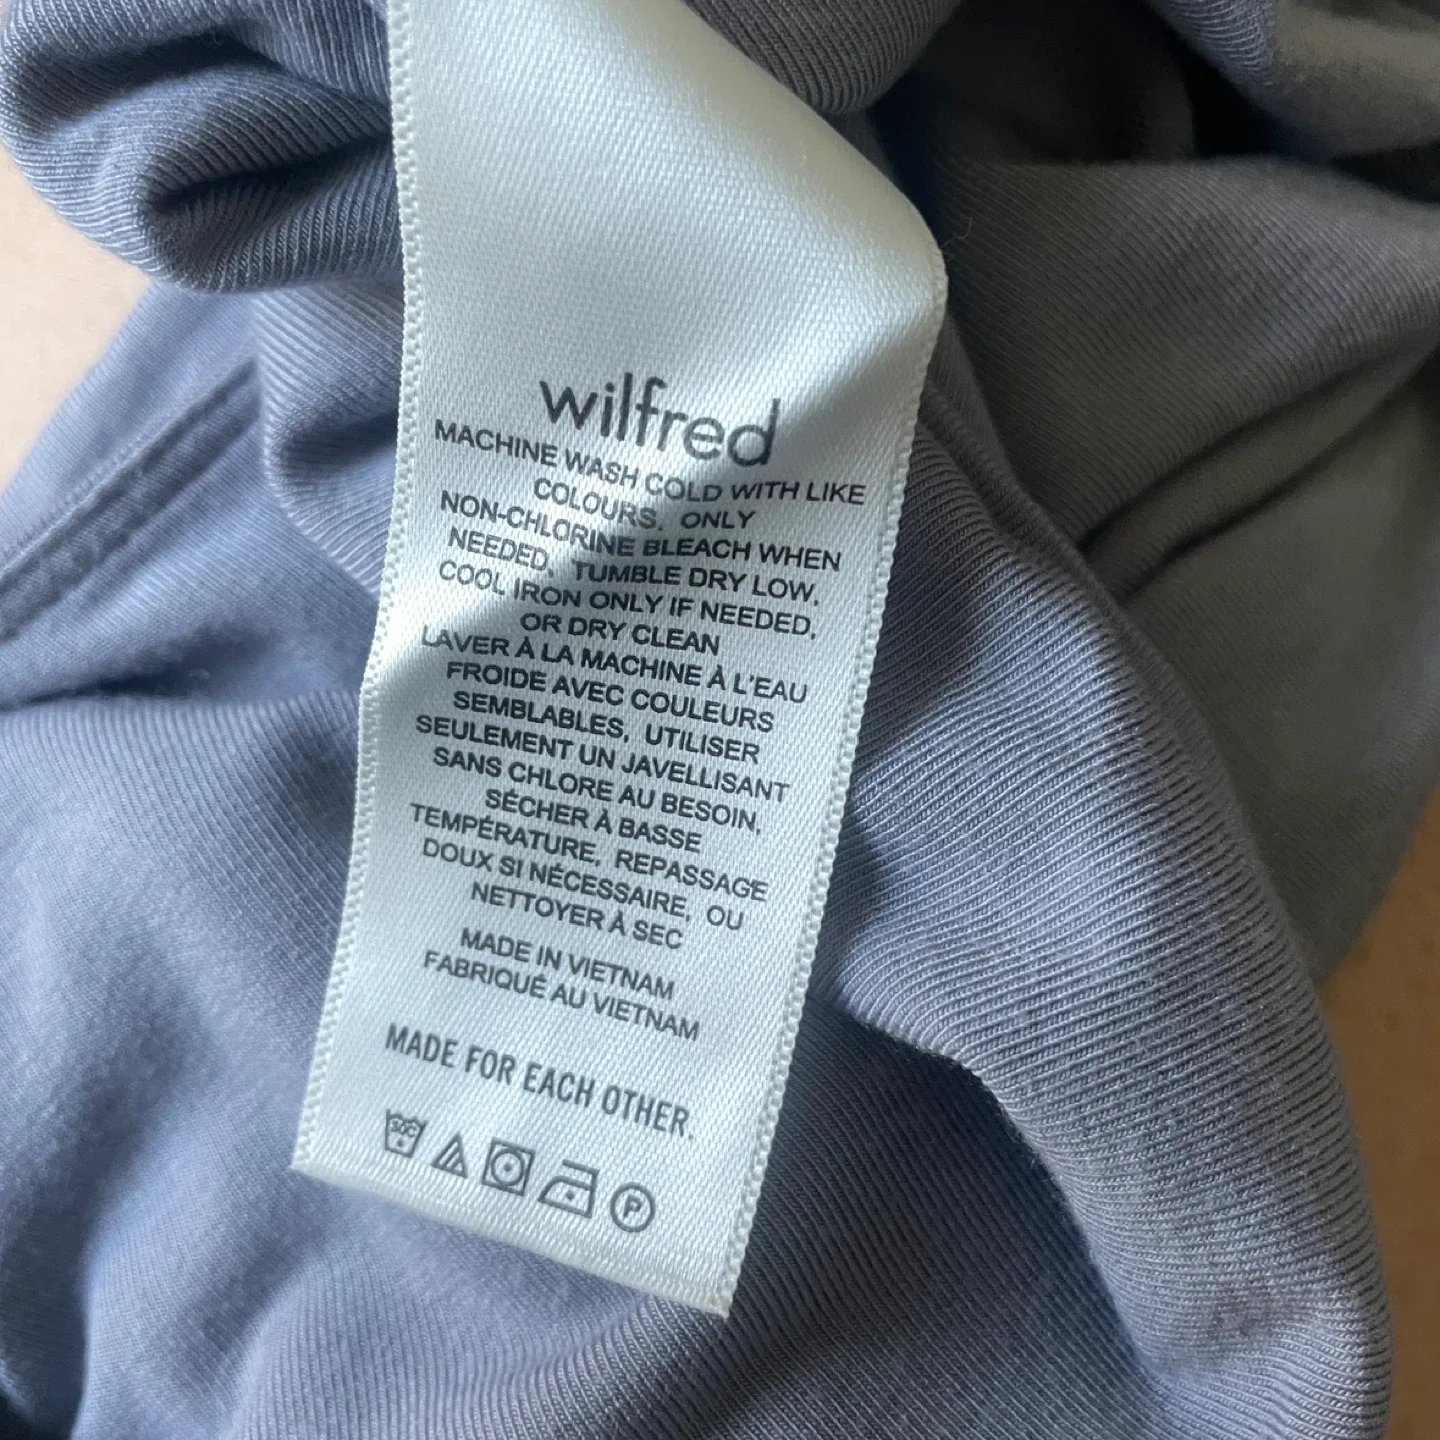 wilfred
MACHINE WASH COLD WITH LIKE
COLOURS, ONLY
NON-CHLORINE BLEACH WHEN
NEEDED, TUMBLE DRY LOW,
COOL IRON ONLY IF NEEDED,
OR DRY CLEAN
LAVER À LA MACHINE À L'EAU
FROIDE AVEC COULEURS
SEMBLABLES, UTILISER
SEULEMENT UN JAVELLISANT
SANS CHLORE AU BESOIN,
SÉCHER À BASSE
TEMPÉRATURE, REPASSAGE
DOUX SI NÉCESSAIRE, OU
NETTOYER À SEC
MADE IN VIETNAM
FABRIQUÉ AU VIETNAM
MADE FOR EACH OTHER.
30C P